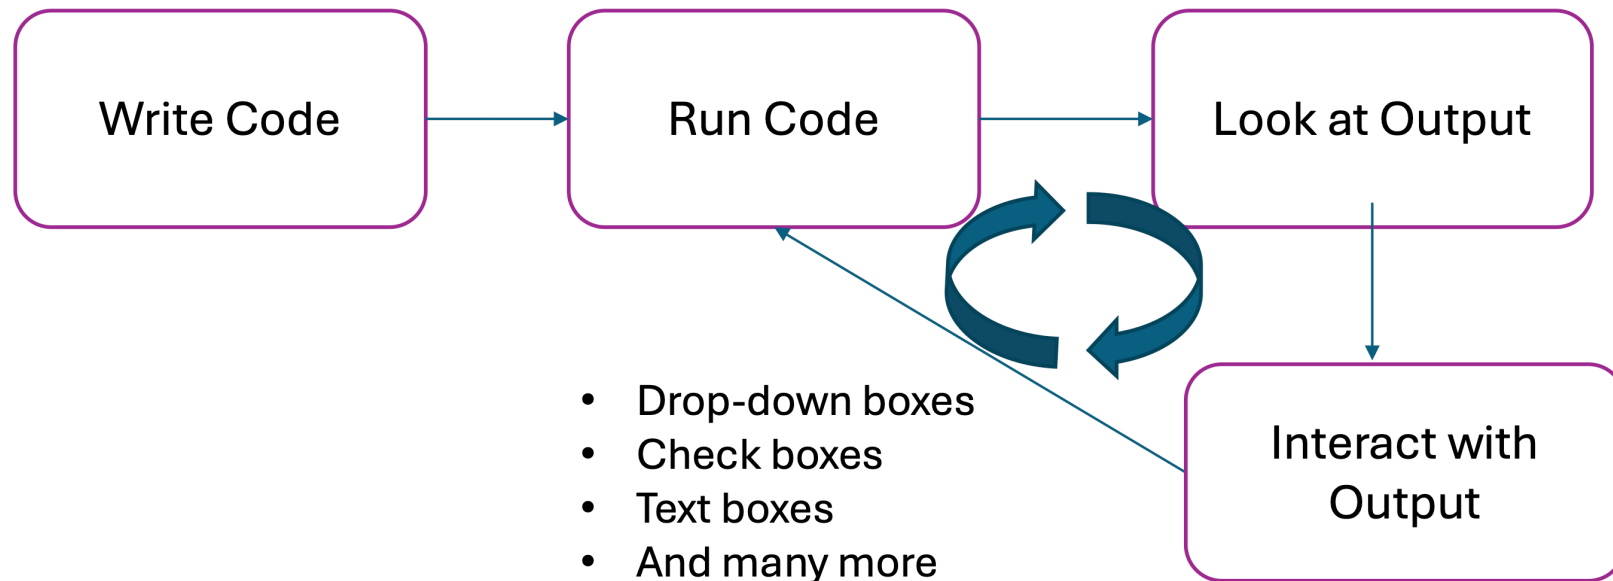 Write Code
Run Code
Look at Output
• Drop-down boxes
• Check boxes
• Text boxes
• And many more
Interact with
Output